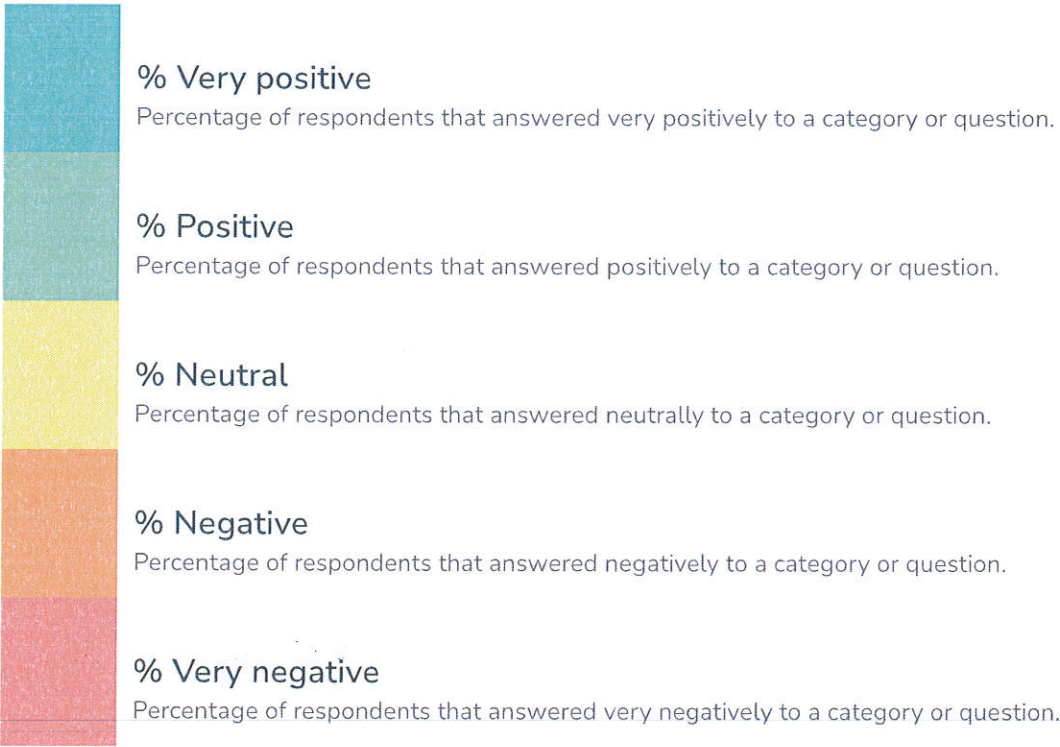 % Very positive
Percentage of respondents that answered very positively to a category or question.
% Positive
Percentage of respondents that answered positively to a category or question.
% Neutral
Percentage of respondents that answered neutrally to a category or question.
% Negative
Percentage of respondents that answered negatively to a category or question.
% Very negative
Percentage of respondents that answered very negatively to a category or question.